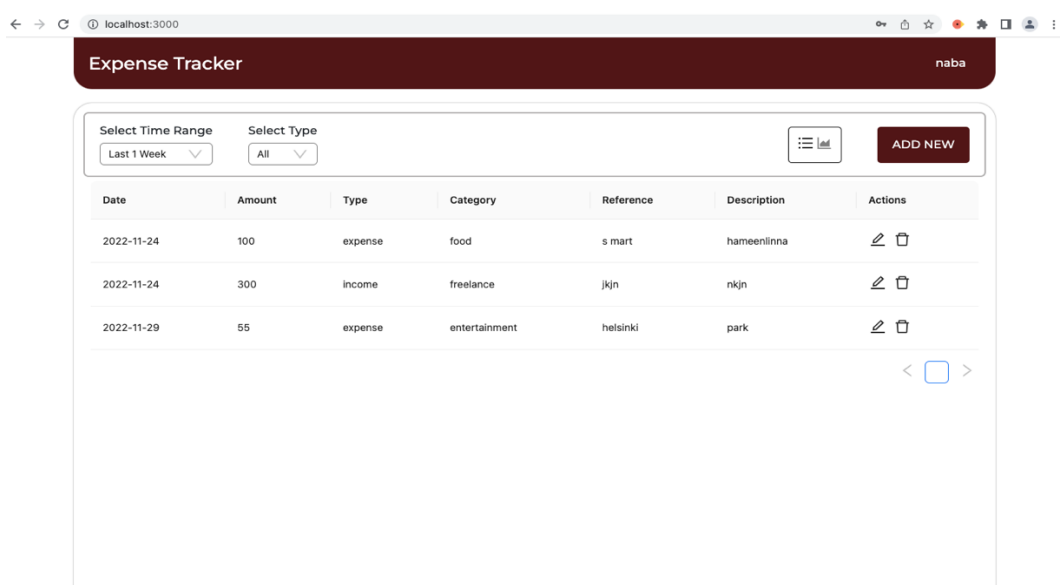 localhost:3000
Expense Tracker naba
Select Time Range Select Type
Last 1 Week All ADD NEW
Date Amount Type Category Reference Description Actions
2022-11-24 100 expense food s mart hameenlinna
2022-11-24 300 income freelance jkjn nkjn
2022-11-29 55 expense entertainment helsinki park